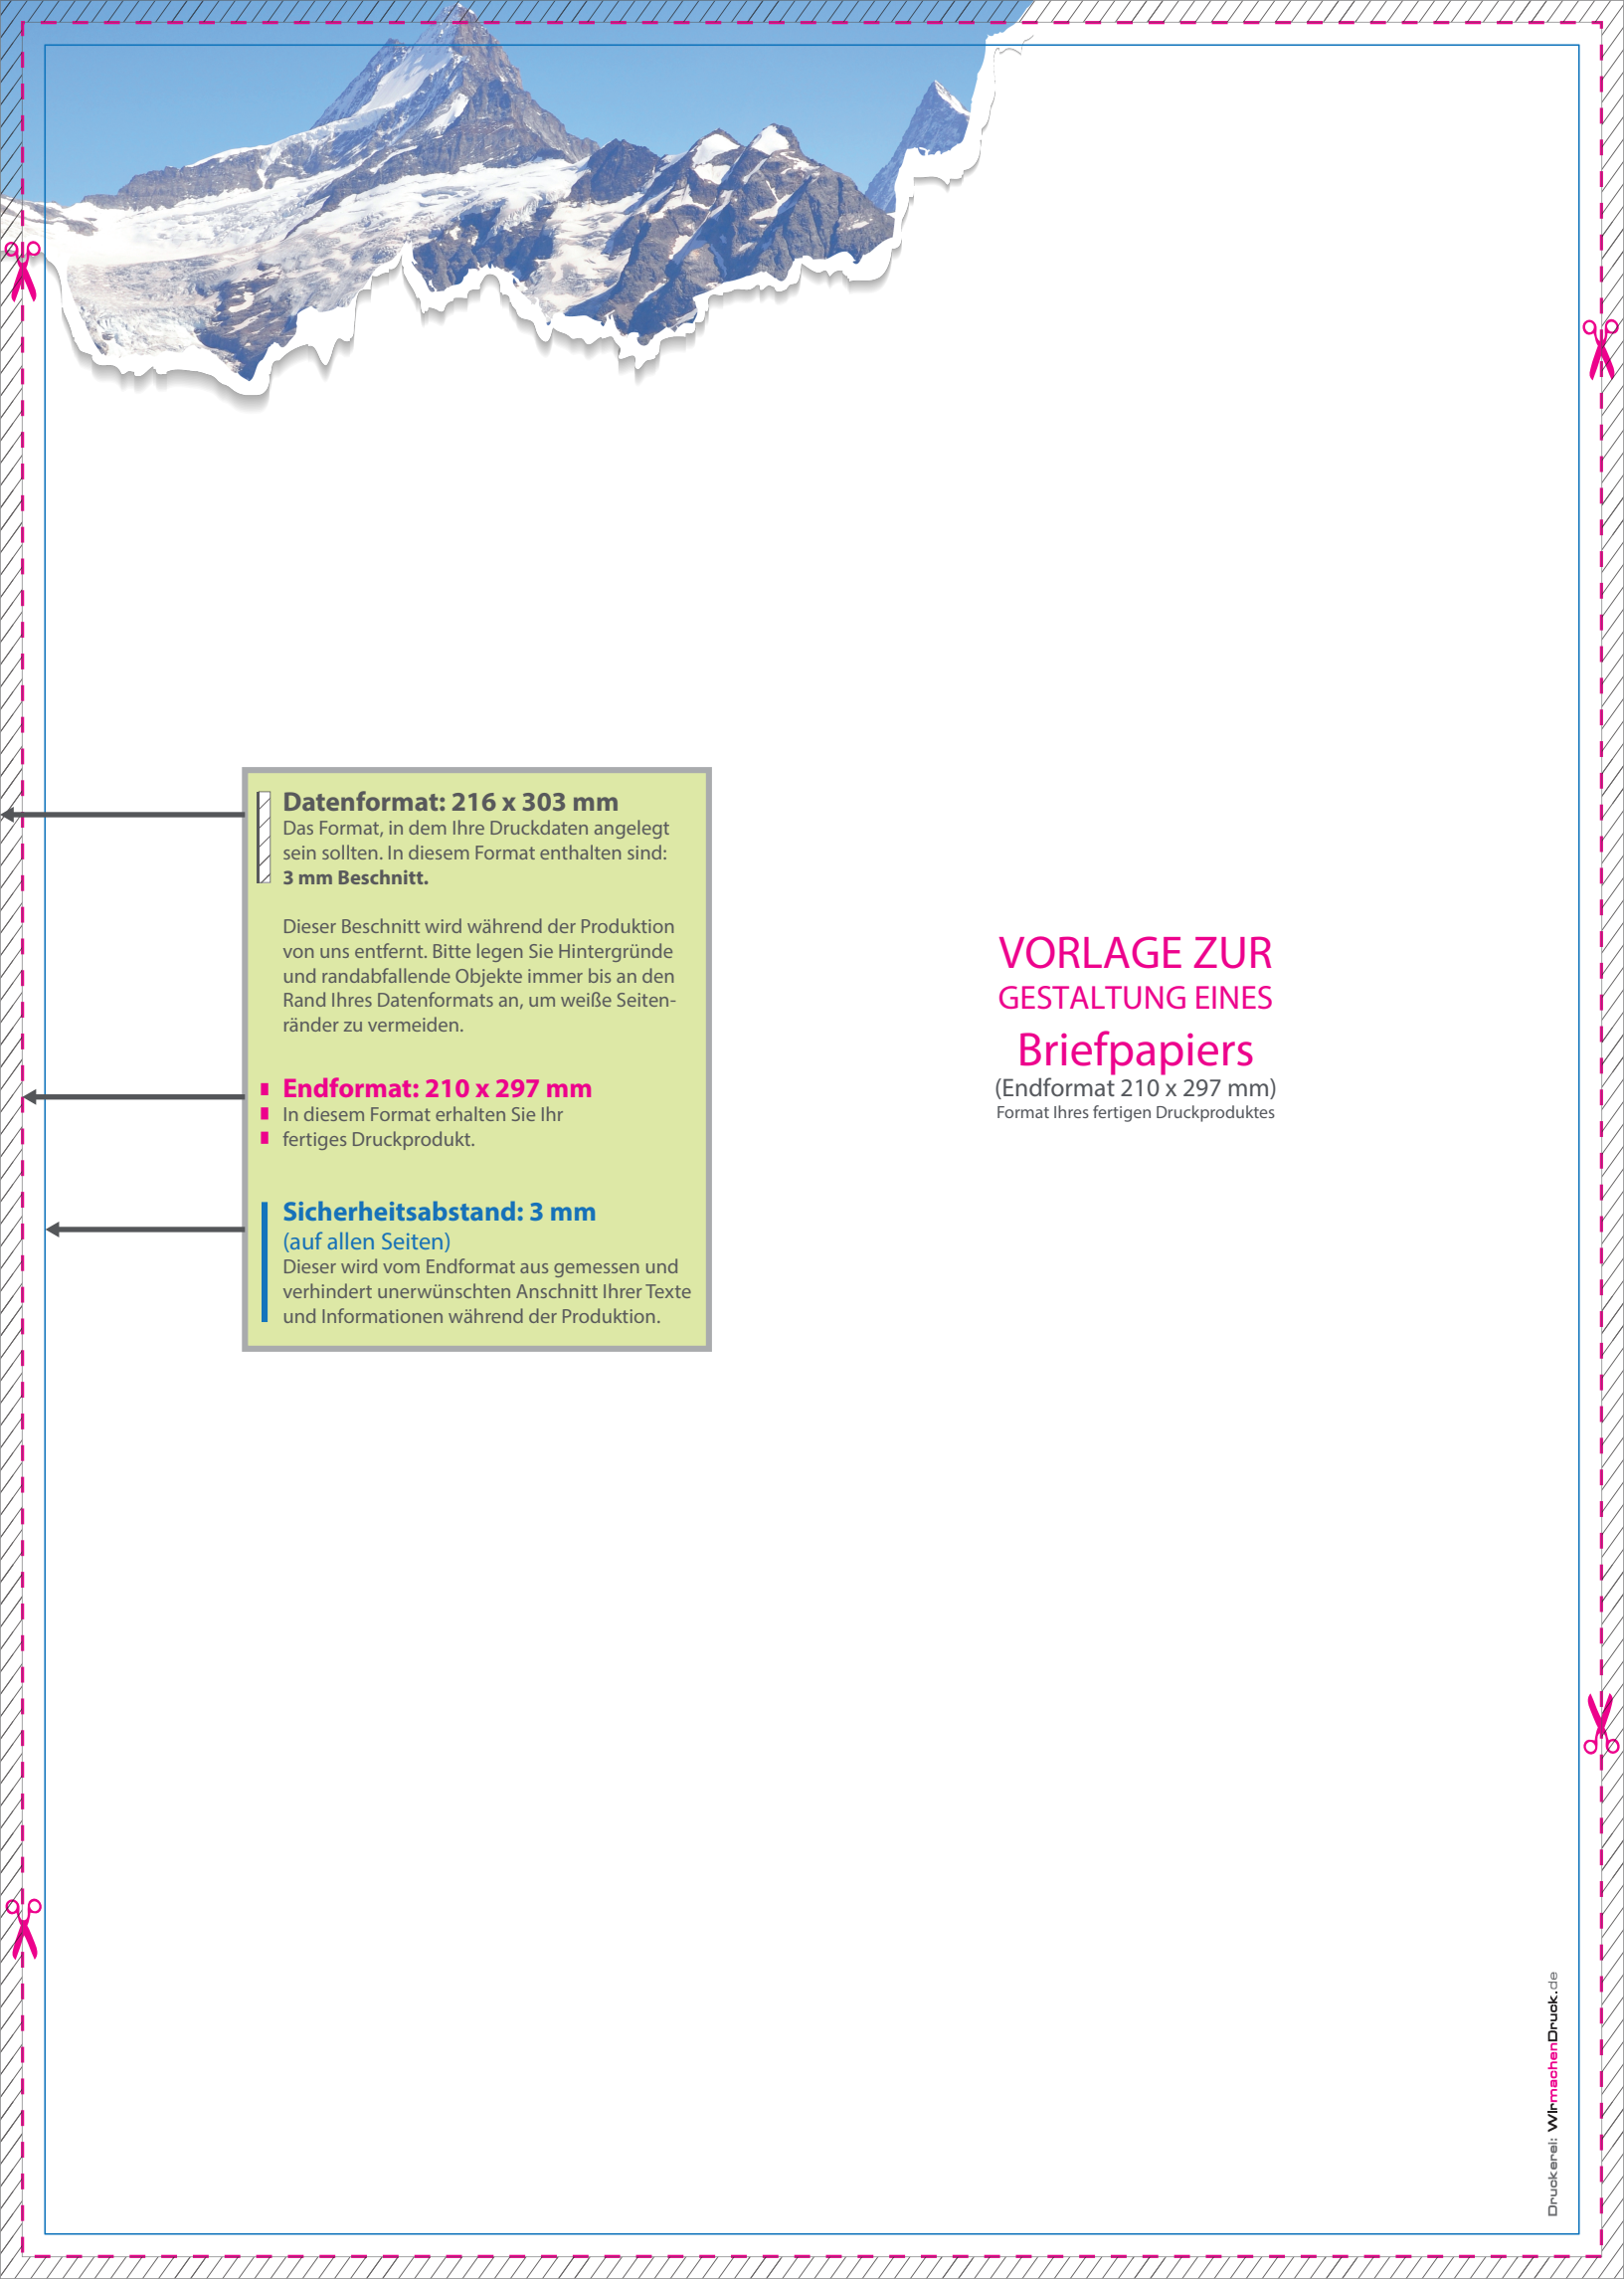 Datenformat: 216 x 303 mm
Das Format, in dem Ihre Druckdaten angelegt
sein sollten. In diesem Format enthalten sind:
3 mm Beschnitt.
Dieser Beschnitt wird während der Produktion
von uns entfernt. Bitte legen Sie Hintergründe
und randabfallende Objekte immer bis an den
Rand Ihres Datenformats an, um weiße Seiten-
ränder zu vermeiden.
Endformat: 210 x 297 mm
In diesem Format erhalten Sie Ihr
fertiges Druckprodukt.
Sicherheitsabstand: 3 mm
(auf allen Seiten)
Dieser wird vom Endformat aus gemessen und
verhindert unerwünschten Anschnitt Ihrer Texte
und Informationen während der Produktion.
VORLAGE ZUR
GESTALTUNG EINES
Briefpapiers
(Endformat 210 x 297 mm)
Format Ihres fertigen Druckproduktes
Druckerei: WIrmachenDruck.de